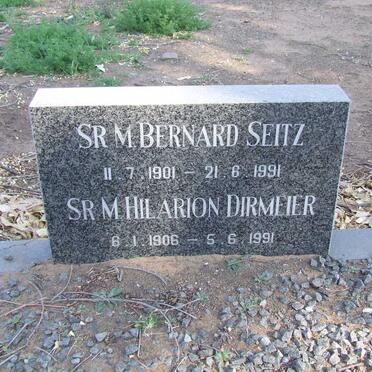 SR M. BERNARD SEITZ
11. 7. 1901 – 21. 6. 1991
SR M. HILARION DIRMEIER
6. 1. 1906 – 5. 6. 1991